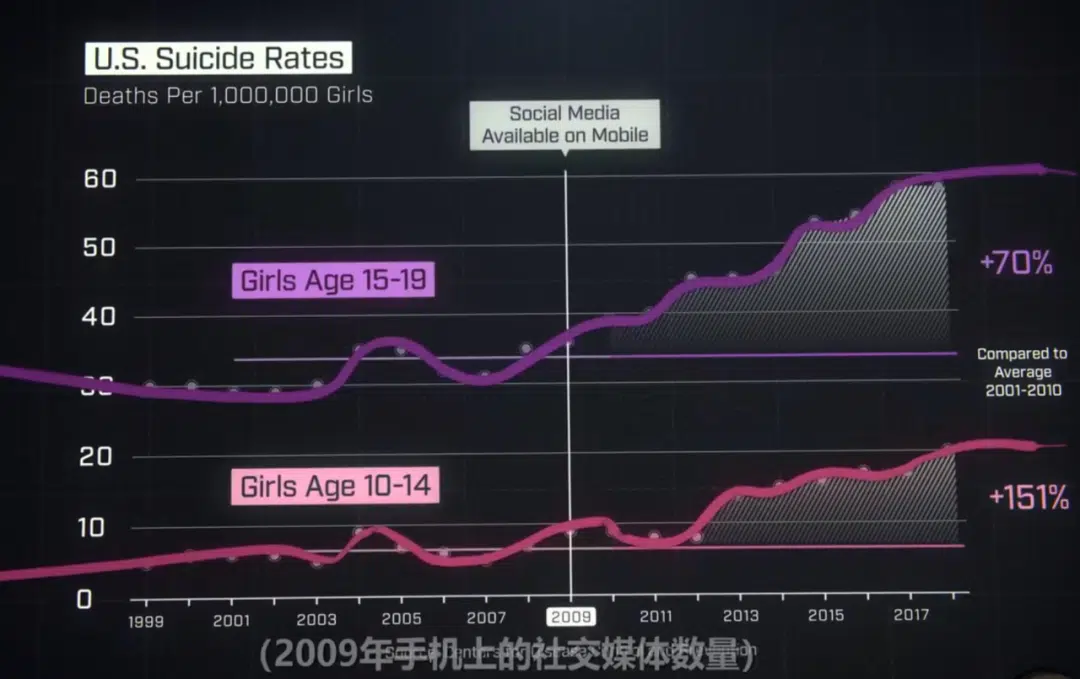 U.S. Suicide Rates
Deaths Per 1,000,000 Girls
Social Media
Available on Mobile
60
50
40
30
20
10
0
Girls Age 15-19
+70%
Compared to
Average
2001-2010
Girls Age 10-14
+151%
1999 2001 2003 2005 2007 2009 2011 2013 2015 2017
(2009年手机上的社交媒体数量)